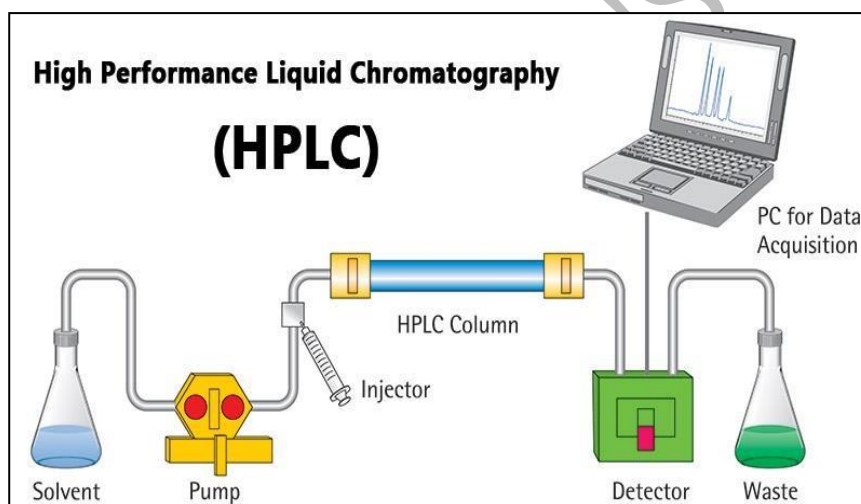 High Performance Liquid Chromatography
(HPLC)
PC for Data
Acquisition
HPLC Column
Injector
Solvent
Pump
Detector
Waste